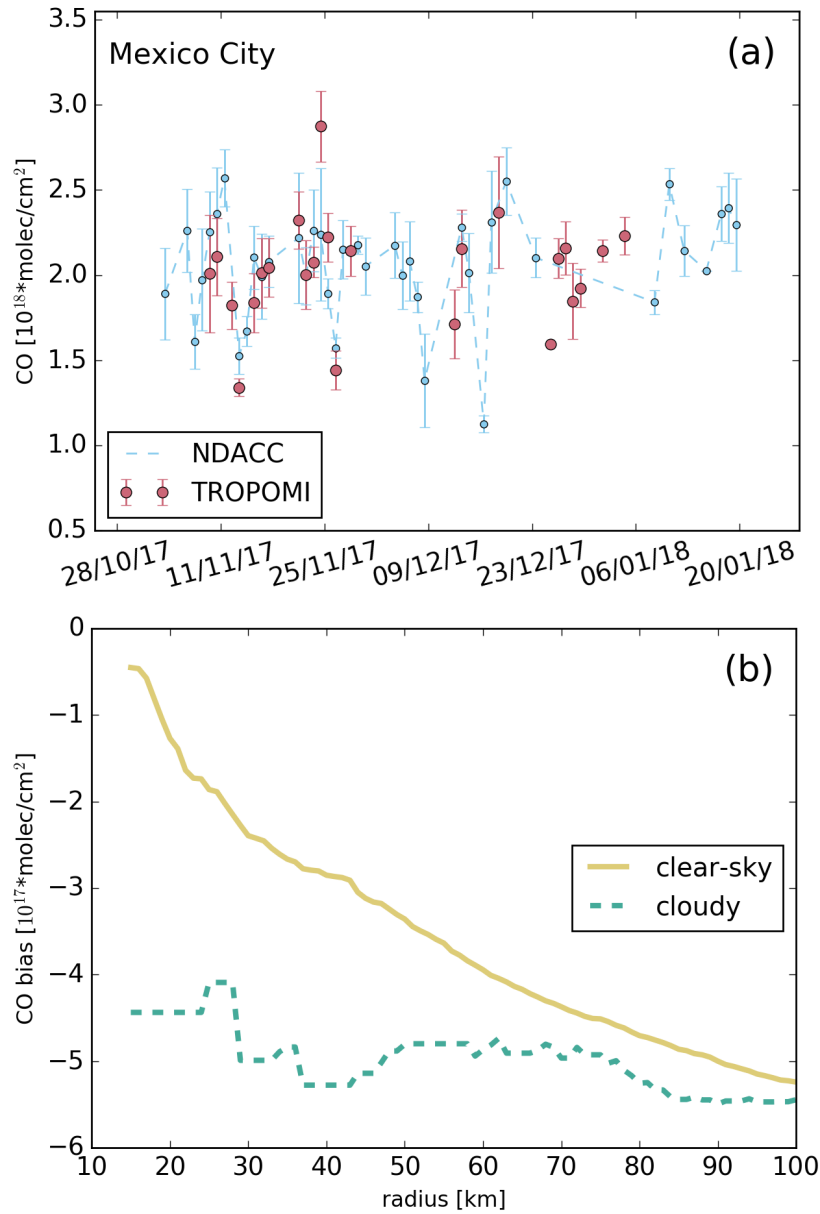 Mexico City
(a)
3.5
3.0
2.5
2.0
1.5
1.0
0.5
CO [10¹⁸*molec/cm²]
NDACC
TROPOMI
28/10/17
11/11/17
25/11/17
09/12/17
23/12/17
06/01/18
20/01/18
(b)
0
−1
−2
−3
−4
−5
−6
CO bias [10¹⁷*molec/cm²]
clear-sky
cloudy
10 20 30 40 50 60 70 80 90 100
radius [km]